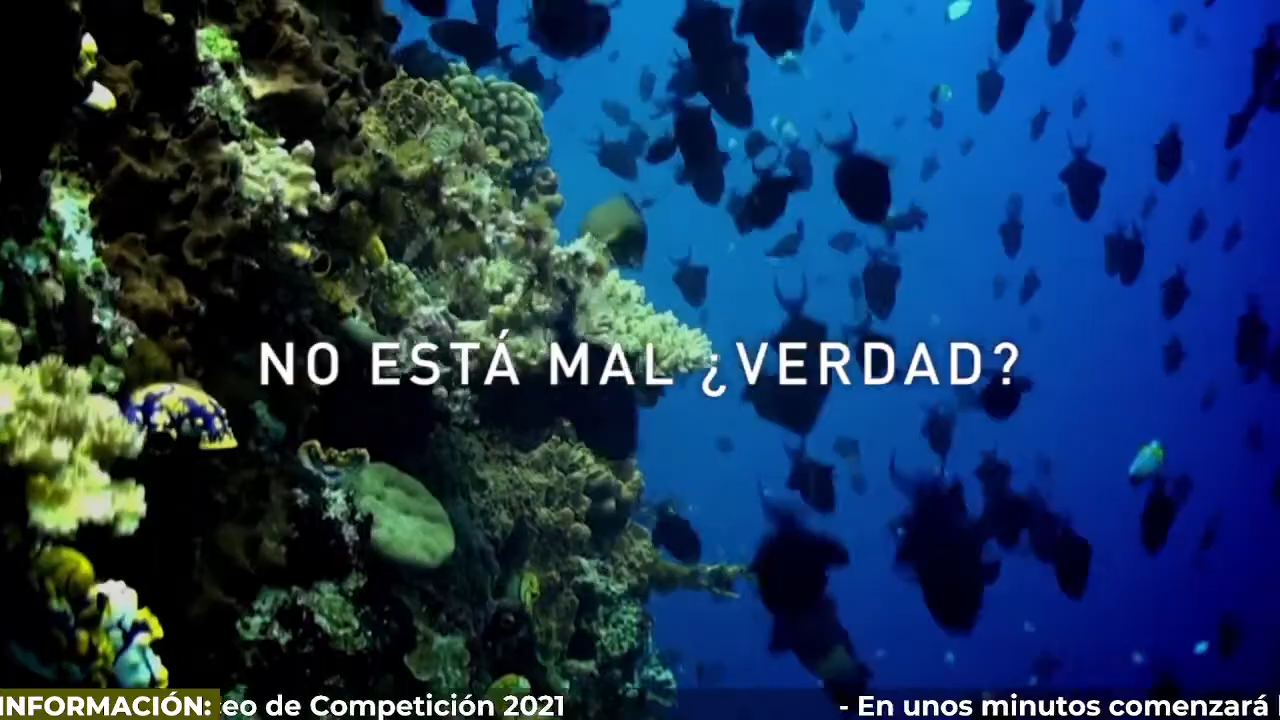 NO ESTÁ MAL ¿VERDAD?
INFORMACIÓN: eo de Competición 2021 - En unos minutos comenzará